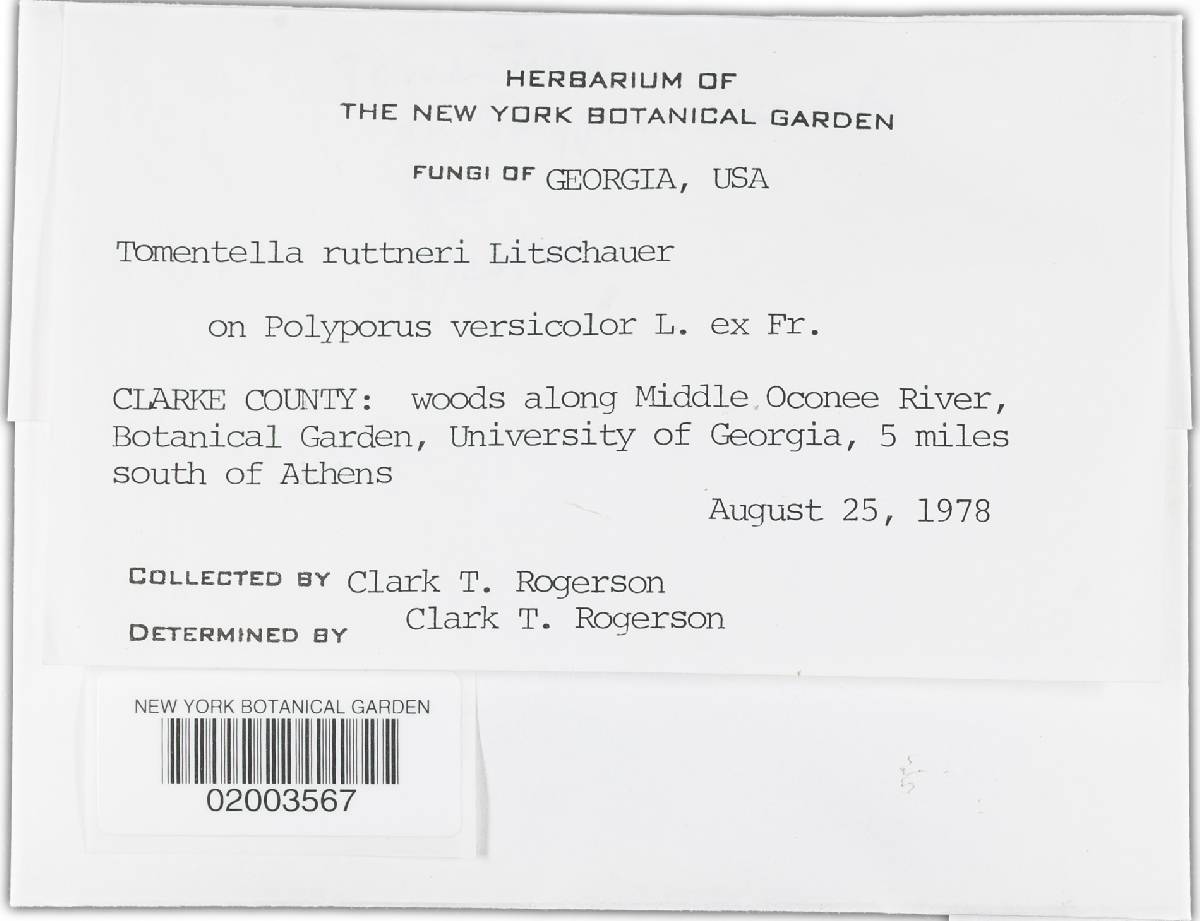 HERBARIUM OF
THE NEW YORK BOTANICAL GARDEN
FUNGI OF GEORGIA, USA
Tomentella ruttneri Litschauer
on Polyporus versicolor L. ex Fr.
CLARKE COUNTY: woods along Middle Oconee River,
Botanical Garden, University of Georgia, 5 miles
south of Athens
August 25, 1978
COLLECTED BY Clark T. Rogerson
Clark T. Rogerson
DETERMINED BY
NEW YORK BOTANICAL GARDEN
02003567